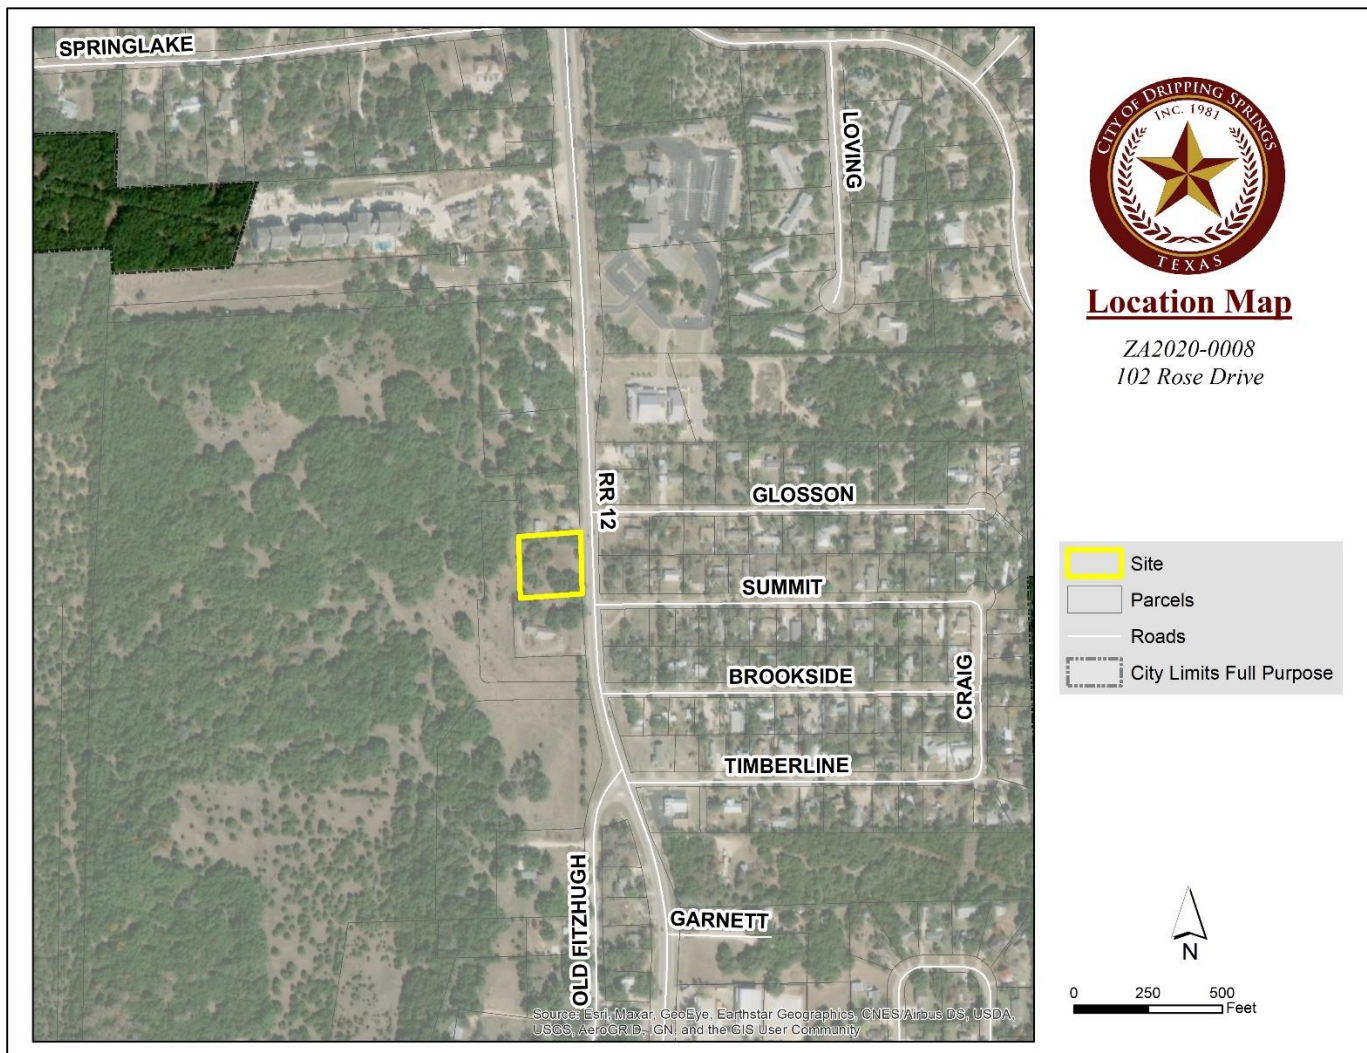 SPRINGLAKE
LOVING
RR 12
GLOSSON
SUMMIT
BROOKSIDE
CRAIG
TIMBERLINE
OLD FITZHUGH
GARNETT
Source: Esri, Maxar, GeoEye, Earthstar Geographics, CNES/Airbus DS, USDA,
USGS, AeroGRID, IGN, and the GIS User Community
CITY OF DRIPPING SPRINGS
INC. 1981
TEXAS
Location Map
ZA2020-0008
102 Rose Drive
Site
Parcels
Roads
City Limits Full Purpose
N
0 250 500
Feet